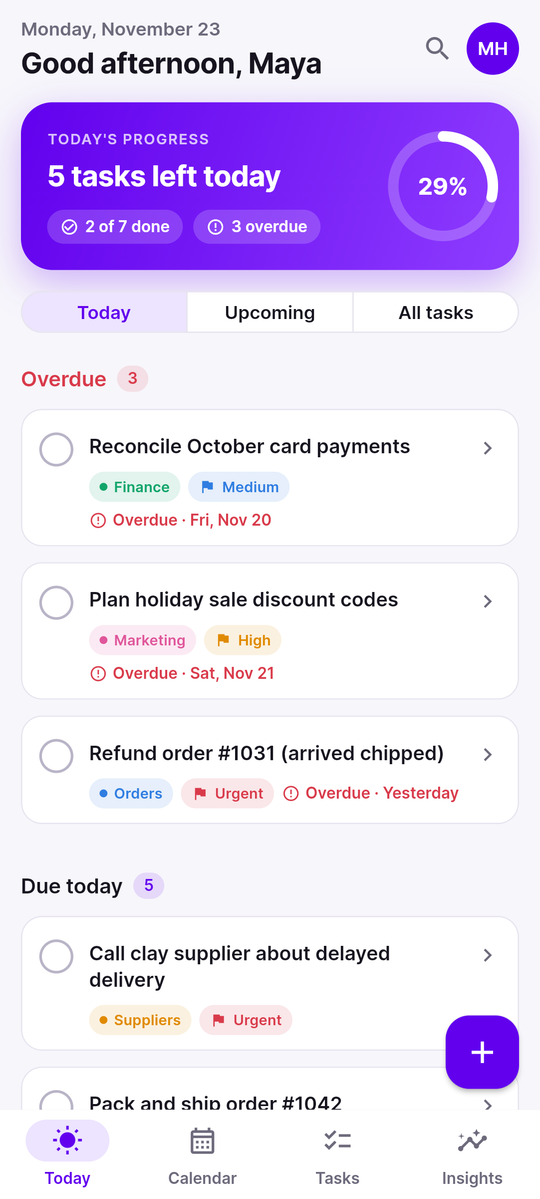 Monday, November 23
Good afternoon, Maya
MH
TODAY'S PROGRESS
5 tasks left today
2 of 7 done
3 overdue
29%
Today
Upcoming
All tasks
Overdue
3
Reconcile October card payments
Finance
Medium
Overdue · Fri, Nov 20
Plan holiday sale discount codes
Marketing
High
Overdue · Sat, Nov 21
Refund order #1031 (arrived chipped)
Orders
Urgent
Overdue · Yesterday
Due today
5
Call clay supplier about delayed
delivery
Suppliers
Urgent
Pack and ship order #1042
Today
Calendar
Tasks
Insights